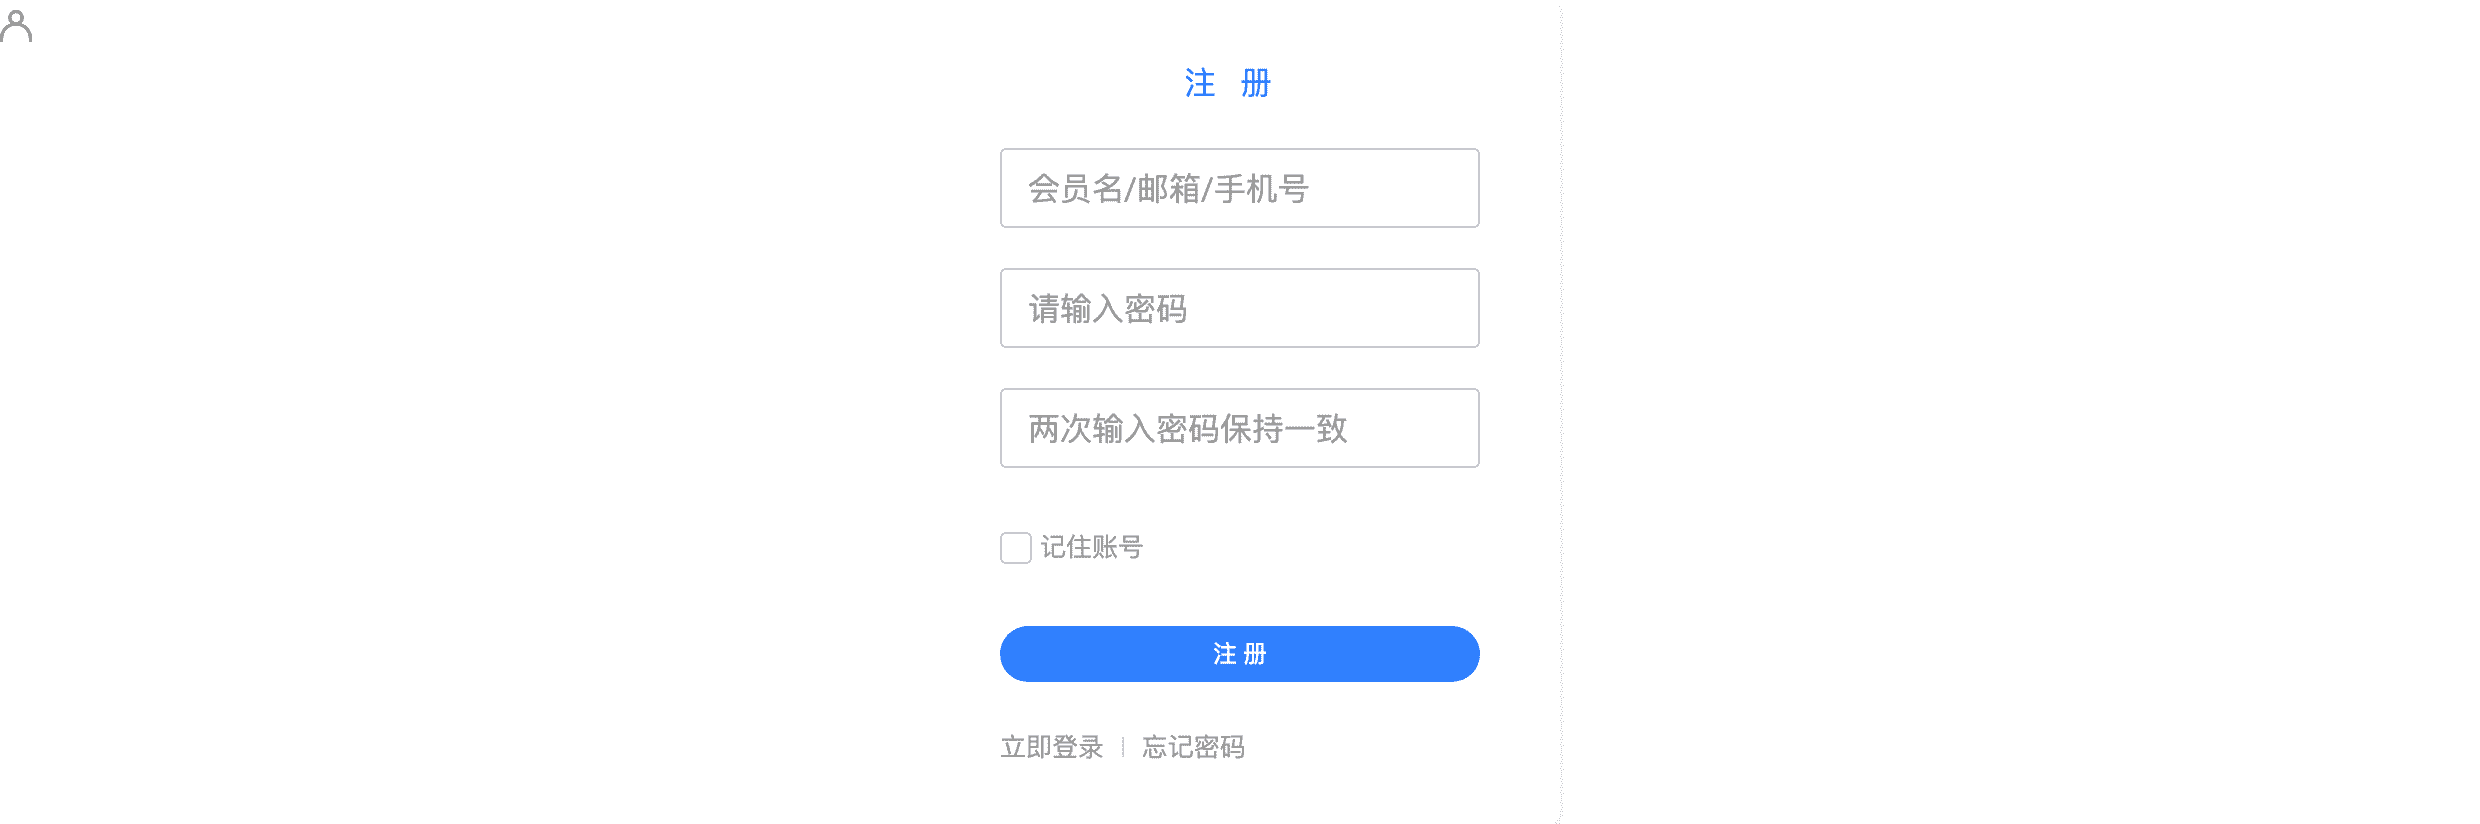 注 册
会员名/邮箱/手机号
请输入密码
两次输入密码保持一致
记住账号
注 册
立即登录 | 忘记密码